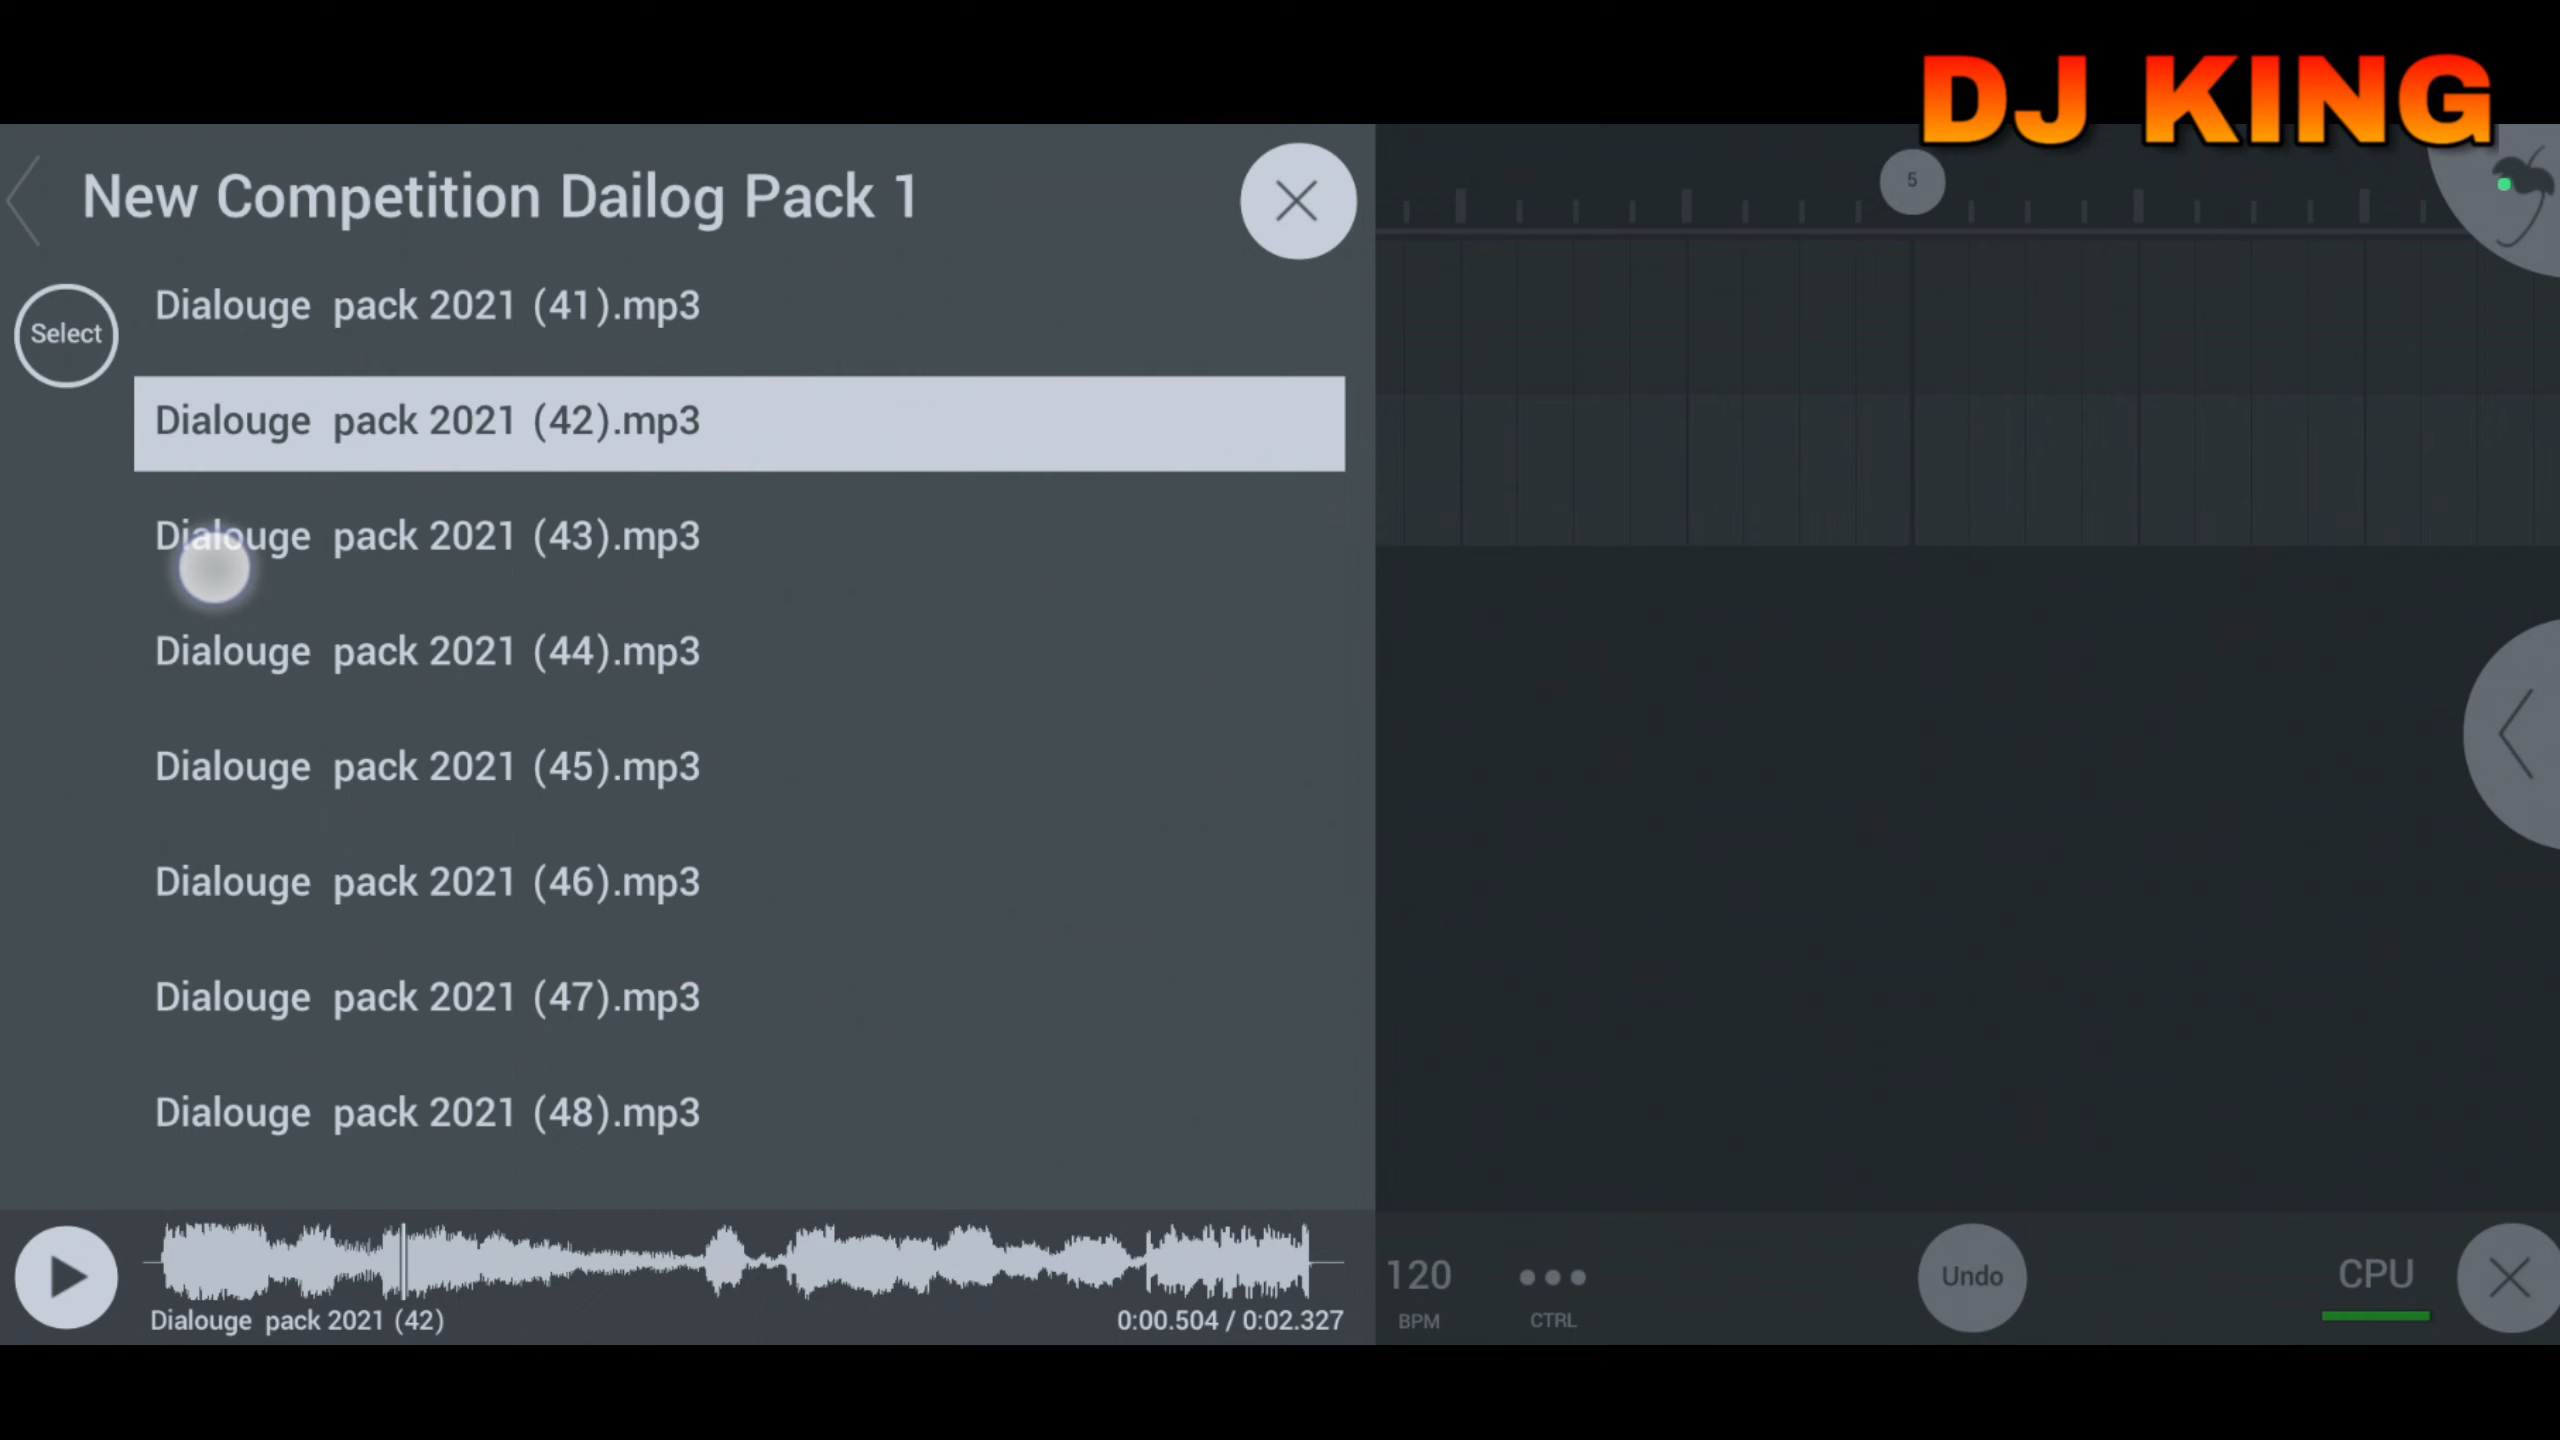 DJ KING
New Competition Dailog Pack 1
5
Select
Dialouge  pack 2021 (41).mp3
Dialouge  pack 2021 (42).mp3
Dialouge  pack 2021 (43).mp3
Dialouge  pack 2021 (44).mp3
Dialouge  pack 2021 (45).mp3
Dialouge  pack 2021 (46).mp3
Dialouge  pack 2021 (47).mp3
Dialouge  pack 2021 (48).mp3
Dialouge  pack 2021 (42)
0:00.504 / 0:02.327
120
BPM
CTRL
Undo
CPU